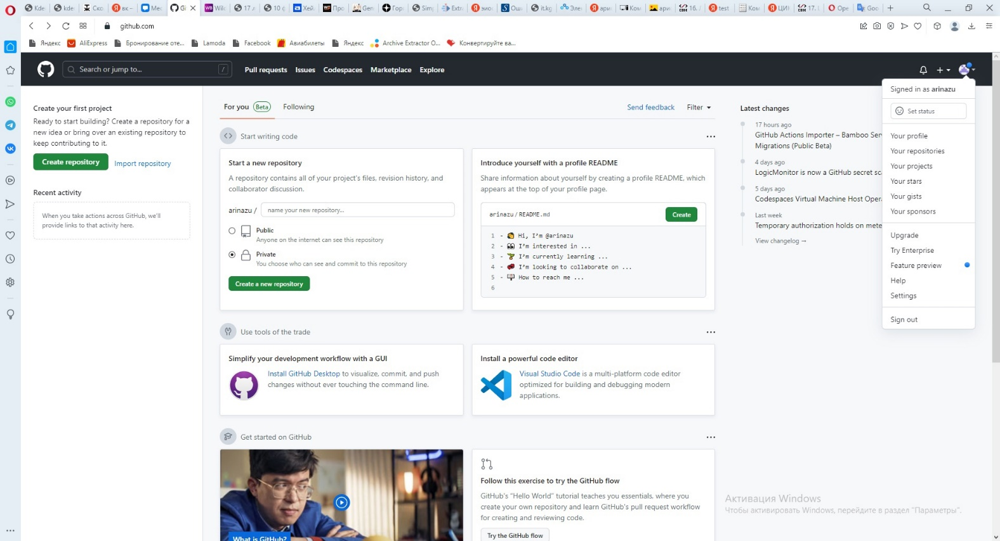 Kde
kde
Ско
вк –
Мес
Gi
Wilc
17 л
10 ф
Хей
Про
Gen
Гор
Simp
Extra
эио
Ош
it.kg
Эле
ари
Ком
ари
16. /
test
Ком
ЦИК
17. L
Ope
Goo
github.com
Яндекс
AliExpress
Бронирование оте...
Lamoda
Facebook
Авиабилеты
Яндекс
Archive Extractor O...
Конвертируйте ва...
Search or jump to...
/
Pull requests
Issues
Codespaces
Marketplace
Explore
Create your first project
Ready to start building? Create a repository for a
new idea or bring over an existing repository to
keep contributing to it.
Create repository
Import repository
Recent activity
When you take actions across GitHub, we'll
provide links to that activity here.
For you
Beta
Following
Send feedback
Filter
Start writing code
Start a new repository
A repository contains all of your project's files, revision history, and
collaborator discussion.
arinazu /
name your new repository...
Public
Anyone on the internet can see this repository
Private
You choose who can see and commit to this repository
Create a new repository
Introduce yourself with a profile README
Share information about yourself by creating a profile README, which
appears at the top of your profile page.
arinazu / README.md
Create
1 - 👋 Hi, I'm @arinazu
2 - 👀 I'm interested in ...
3 - 🌱 I'm currently learning ...
4 - 💞️ I'm looking to collaborate on ...
5 - 📫 How to reach me ...
6
Use tools of the trade
Simplify your development workflow with a GUI
Install GitHub Desktop to visualize, commit, and push
changes without ever touching the command line.
Install a powerful code editor
Visual Studio Code is a multi-platform code editor
optimized for building and debugging modern
applications.
Get started on GitHub
What is GitHub?
Follow this exercise to try the GitHub flow
GitHub's "Hello World" tutorial teaches you essentials, where you
create your own repository and learn GitHub's pull request workflow
for creating and reviewing code.
Try the GitHub flow
Latest changes
17 hours ago
GitHub Actions Importer – Bamboo Ser
Migrations (Public Beta)
4 days ago
LogicMonitor is now a GitHub secret sc
5 days ago
Codespaces Virtual Machine Host Oper
Last week
Temporary authorization holds on mete
View changelog →
Signed in as arinazu
Set status
Your profile
Your repositories
Your projects
Your stars
Your gists
Your sponsors
Upgrade
Try Enterprise
Feature preview
Help
Settings
Sign out
Активация Windows
Чтобы активировать Windows, перейдите в раздел "Параметры".